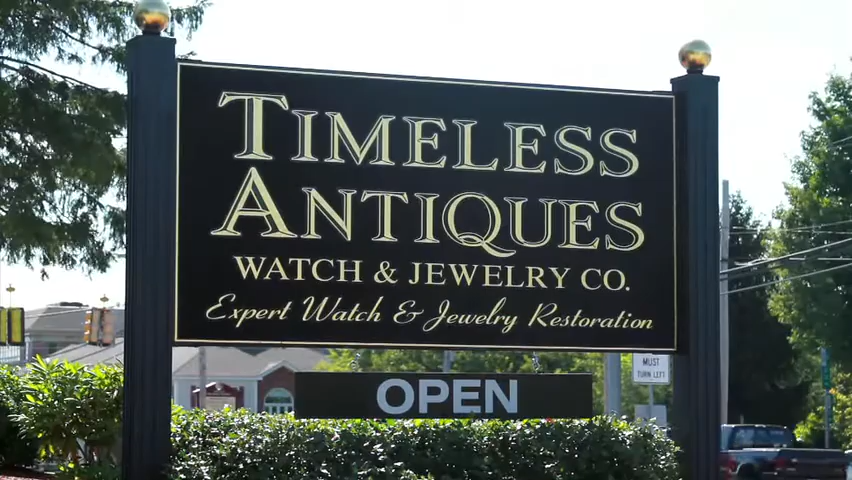 TIMELESS
ANTIQUES
WATCH & JEWELRY CO.
Expert Watch & Jewelry Restoration
OPEN
MUST
TURN LEFT